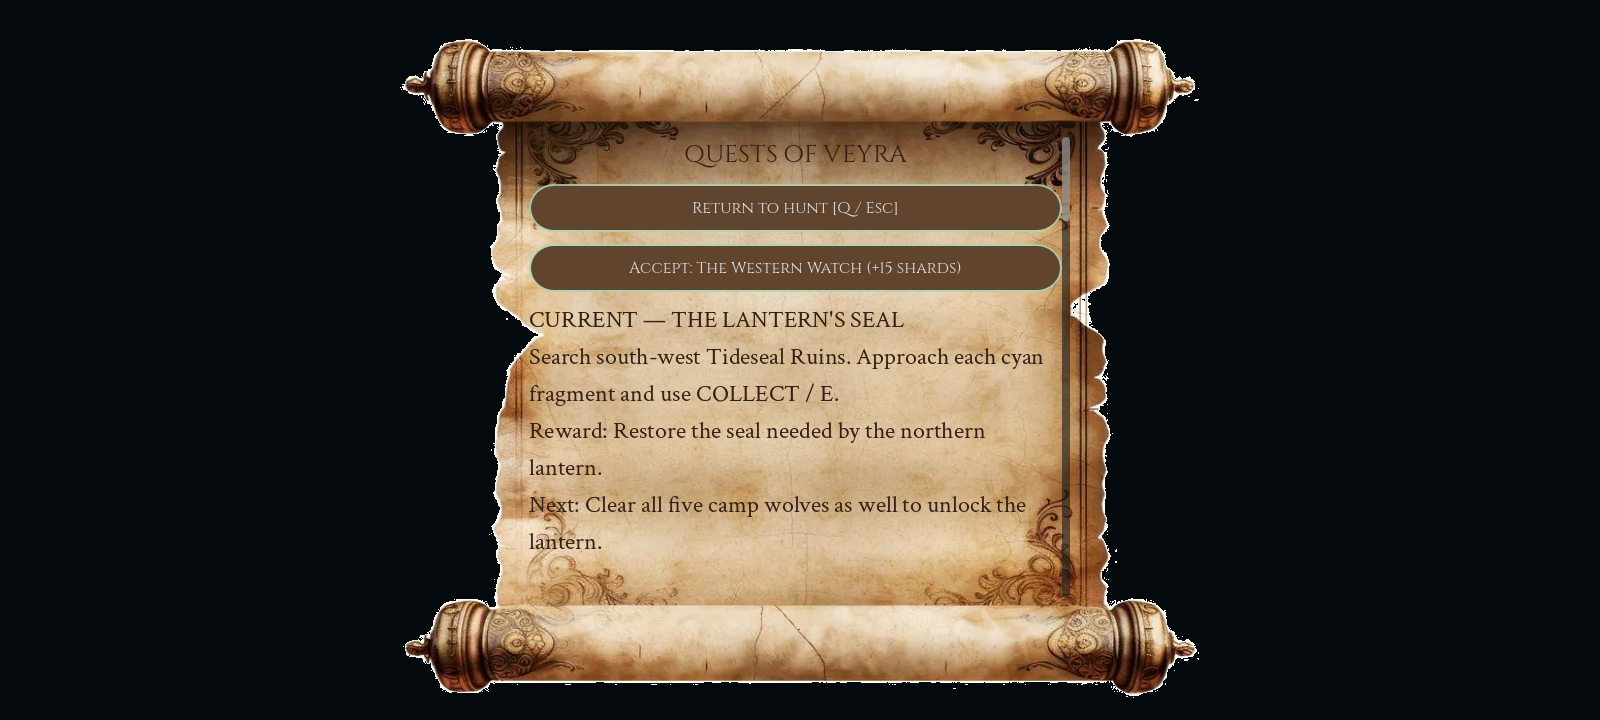 QUESTS OF VEYRA
Return to hunt [Q / Esc]
Accept: The Western Watch (+15 shards)
CURRENT — THE LANTERN'S SEAL
Search south-west Tideseal Ruins. Approach each cyan
fragment and use COLLECT / E.
Reward: Restore the seal needed by the northern
lantern.
Next: Clear all five camp wolves as well to unlock the
lantern.